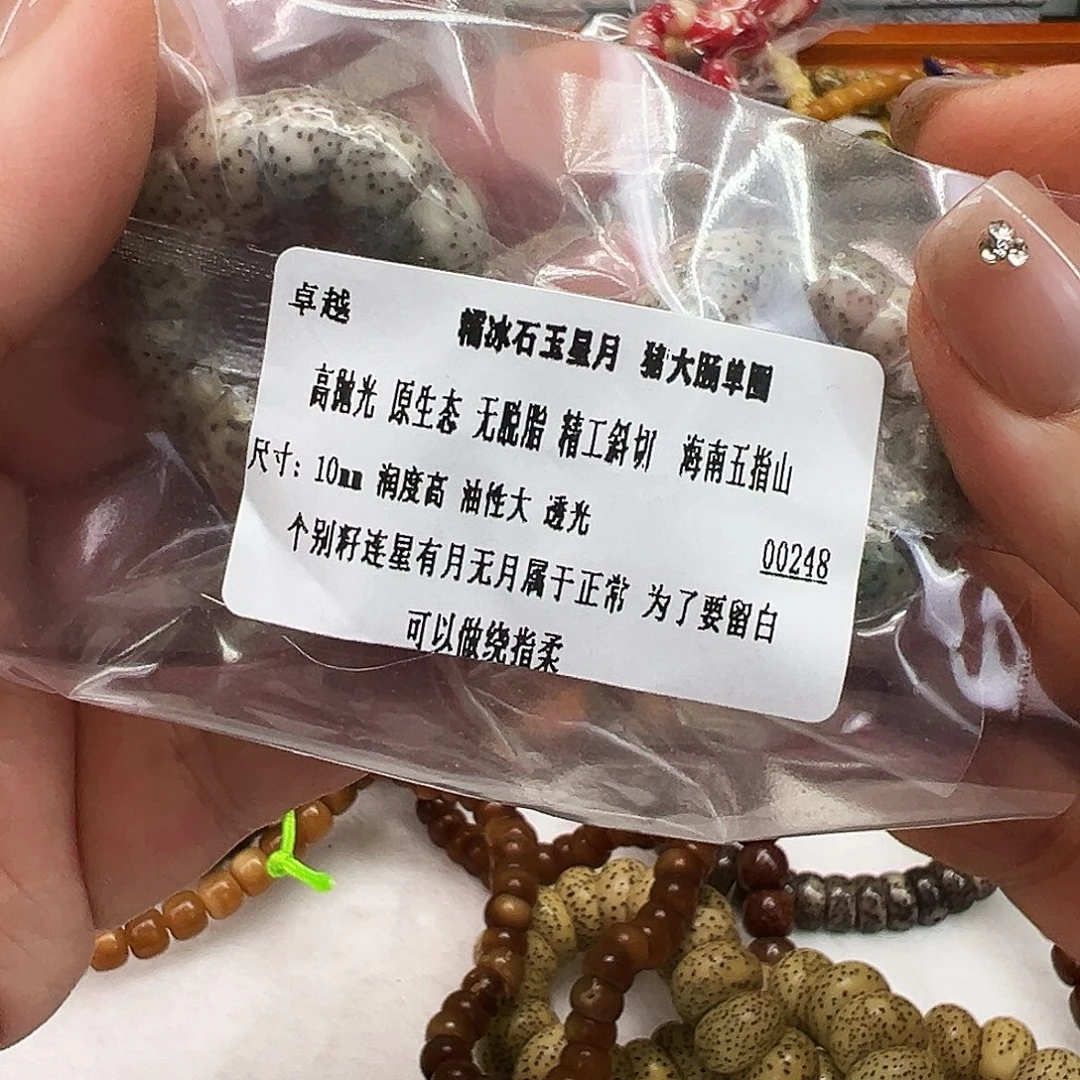 卓越 橘冰石玉星月 猪大肠单圈
高抛光 原生态 无脱脂 精工斜切 海南五指山
尺寸: 10mm 润度高 油性大 透光
00248
个别籽连星有月无月属于正常 为了要留白
可以做绕指柔